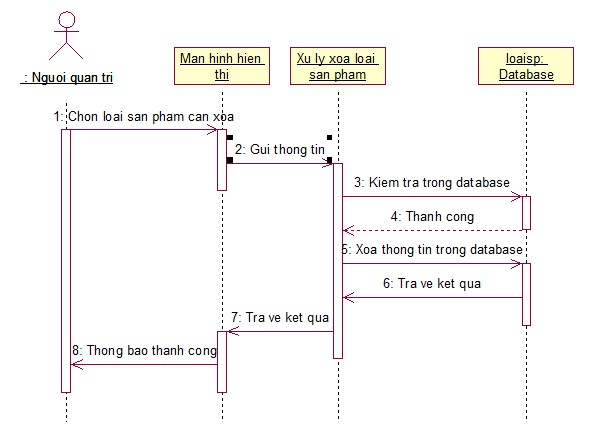 : Nguoi quan tri
Man hinh hien
thi
Xu ly xoa loai
san pham
loaisp:
Database
1: Chon loai san pham can xoa
2: Gui thong tin
3: Kiem tra trong database
4: Thanh cong
5: Xoa thong tin trong database
6: Tra ve ket qua
7: Tra ve ket qua
8: Thong bao thanh cong